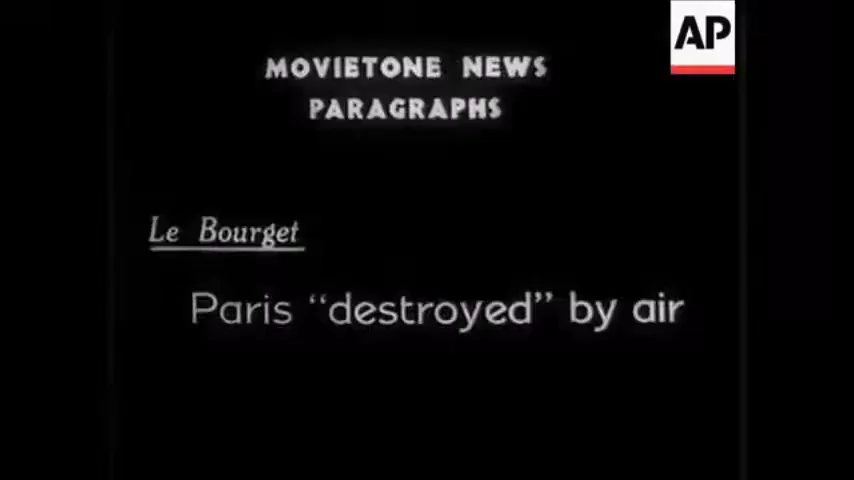 AP
MOVIETONE NEWS
PARAGRAPHS
Le Bourget
Paris “destroyed” by air